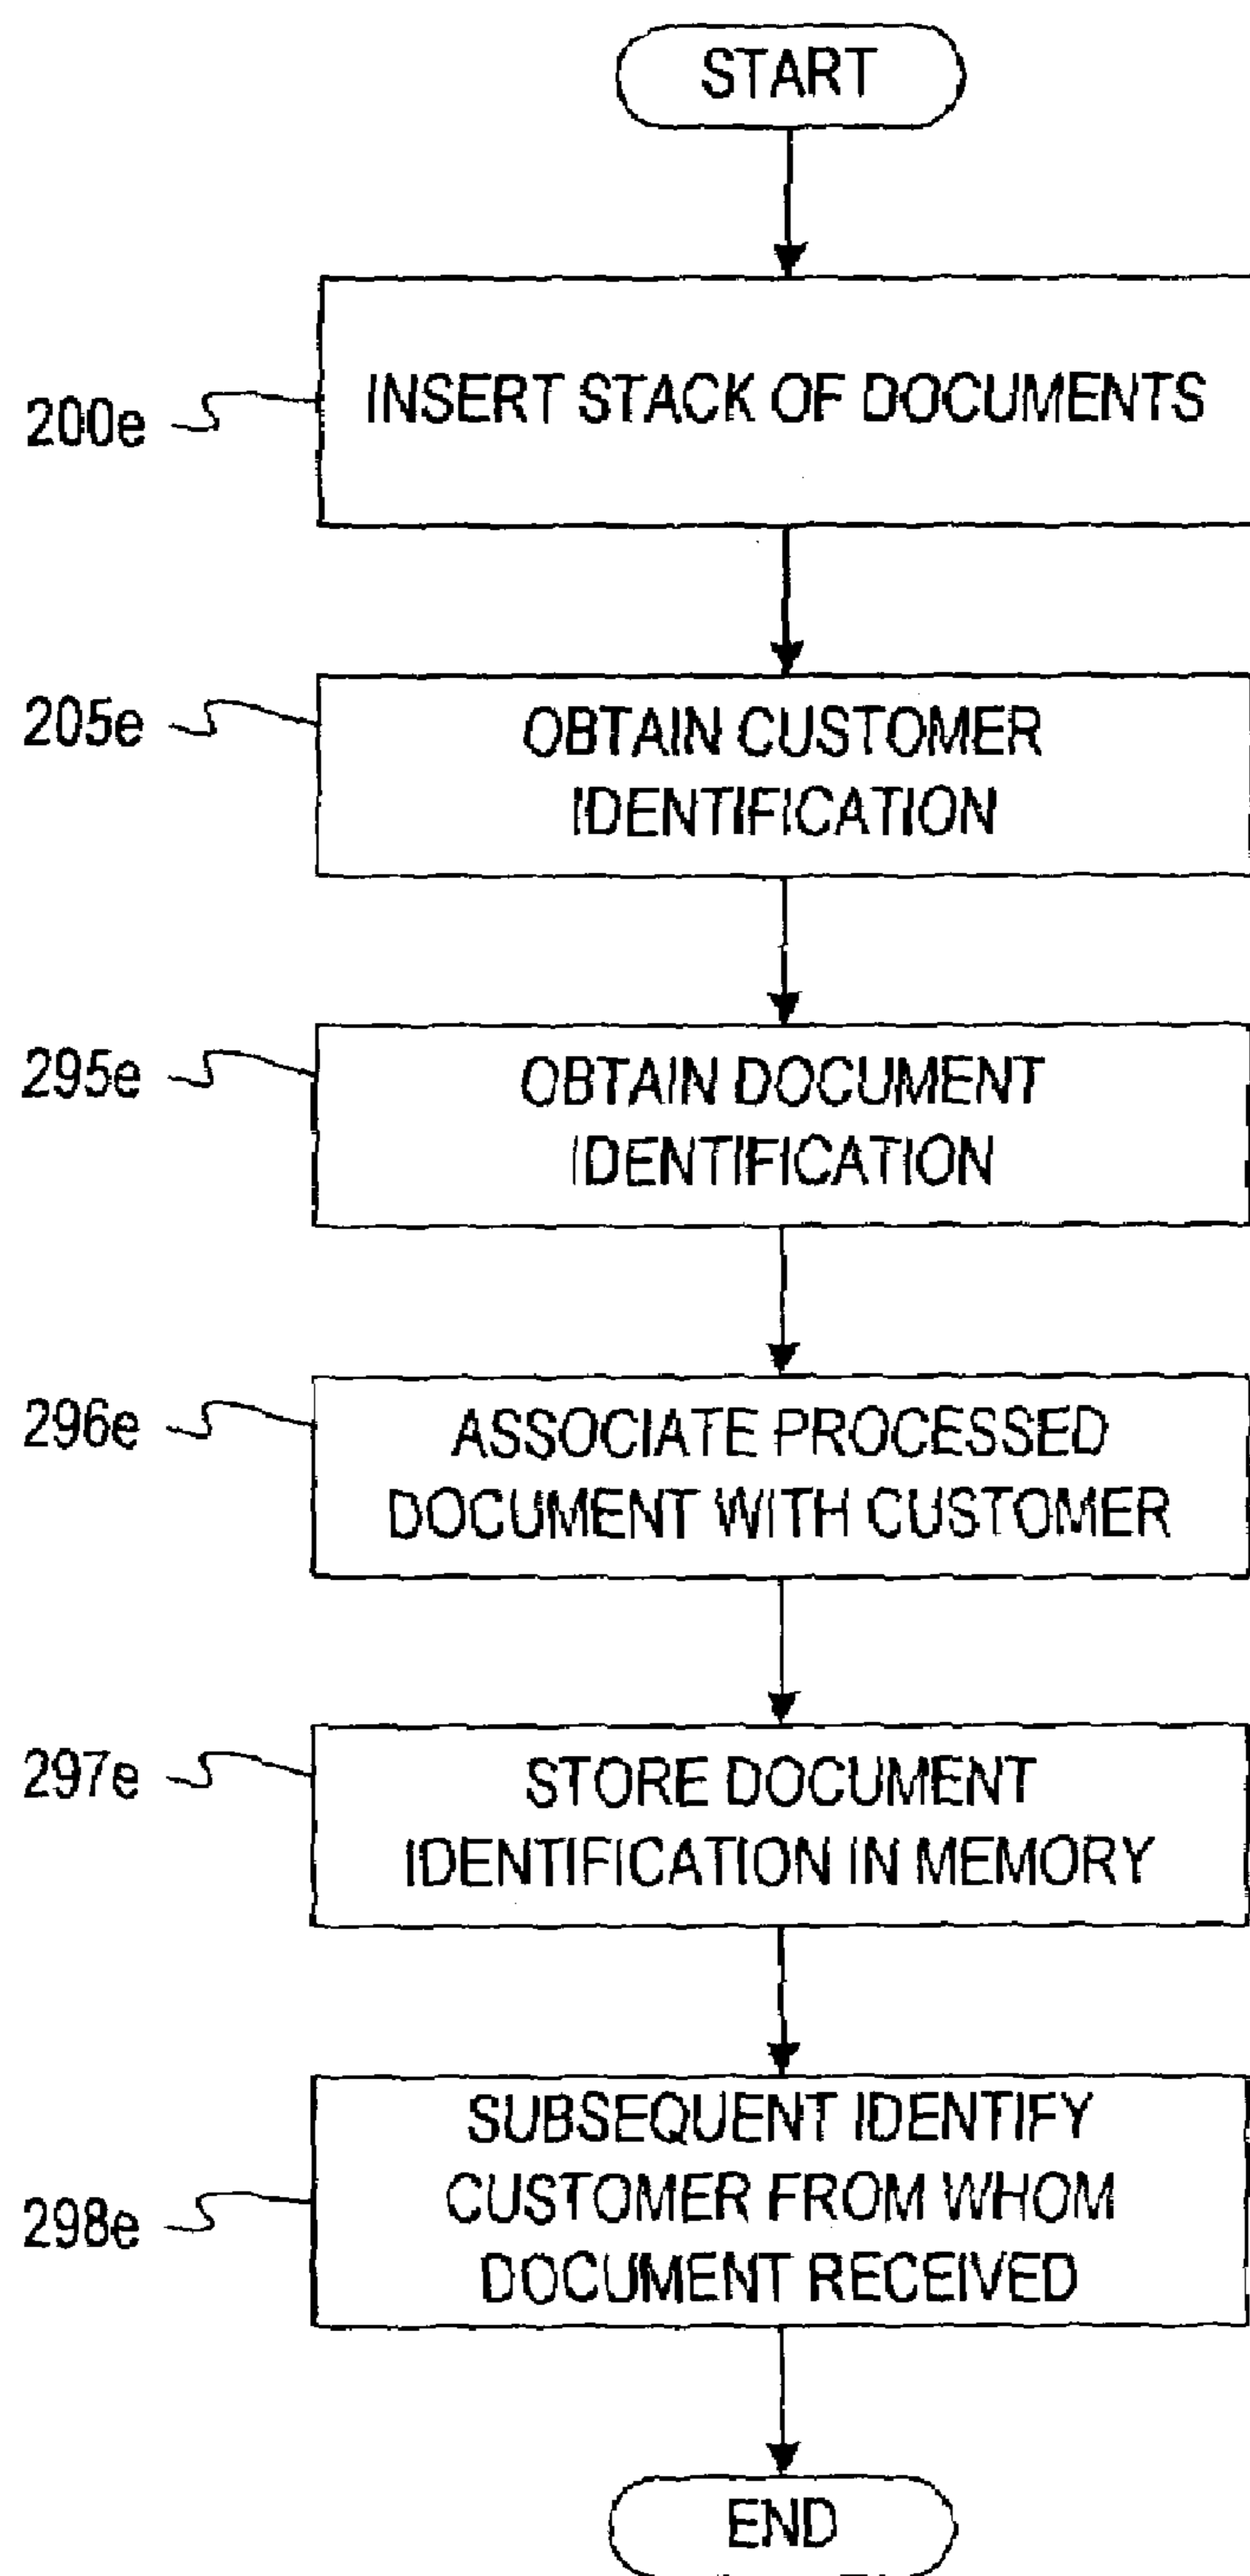 START
200e
INSERT STACK OF DOCUMENTS
205e
OBTAIN CUSTOMER
IDENTIFICATION
295e
OBTAIN DOCUMENT
IDENTIFICATION
296e
ASSOCIATE PROCESSED
DOCUMENT WITH CUSTOMER
297e
STORE DOCUMENT
IDENTIFICATION IN MEMORY
298e
SUBSEQUENT IDENTIFY
CUSTOMER FROM WHOM
DOCUMENT RECEIVED
END